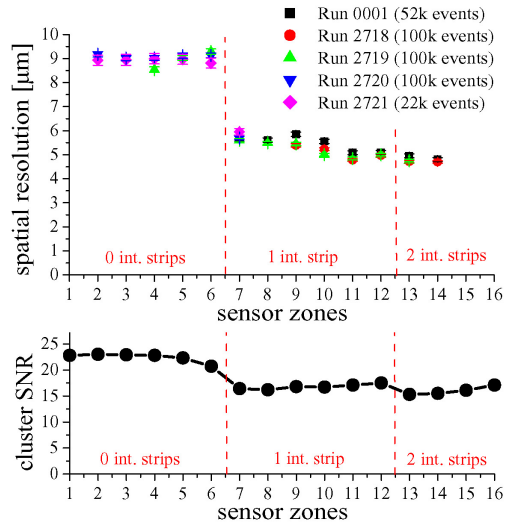 Run 0001 (52k events)
Run 2718 (100k events)
Run 2719 (100k events)
Run 2720 (100k events)
Run 2721 (22k events)
spatial resolution [µm]
10
9
8
7
6
5
4
3
2
1
0
0 int. strips
1 int. strip
2 int. strips
1 2 3 4 5 6 7 8 9 10 11 12 13 14 15 16
sensor zones
cluster SNR
25
20
15
10
5
0
0 int. strips
1 int. strip
2 int. strips
1 2 3 4 5 6 7 8 9 10 11 12 13 14 15 16
sensor zones